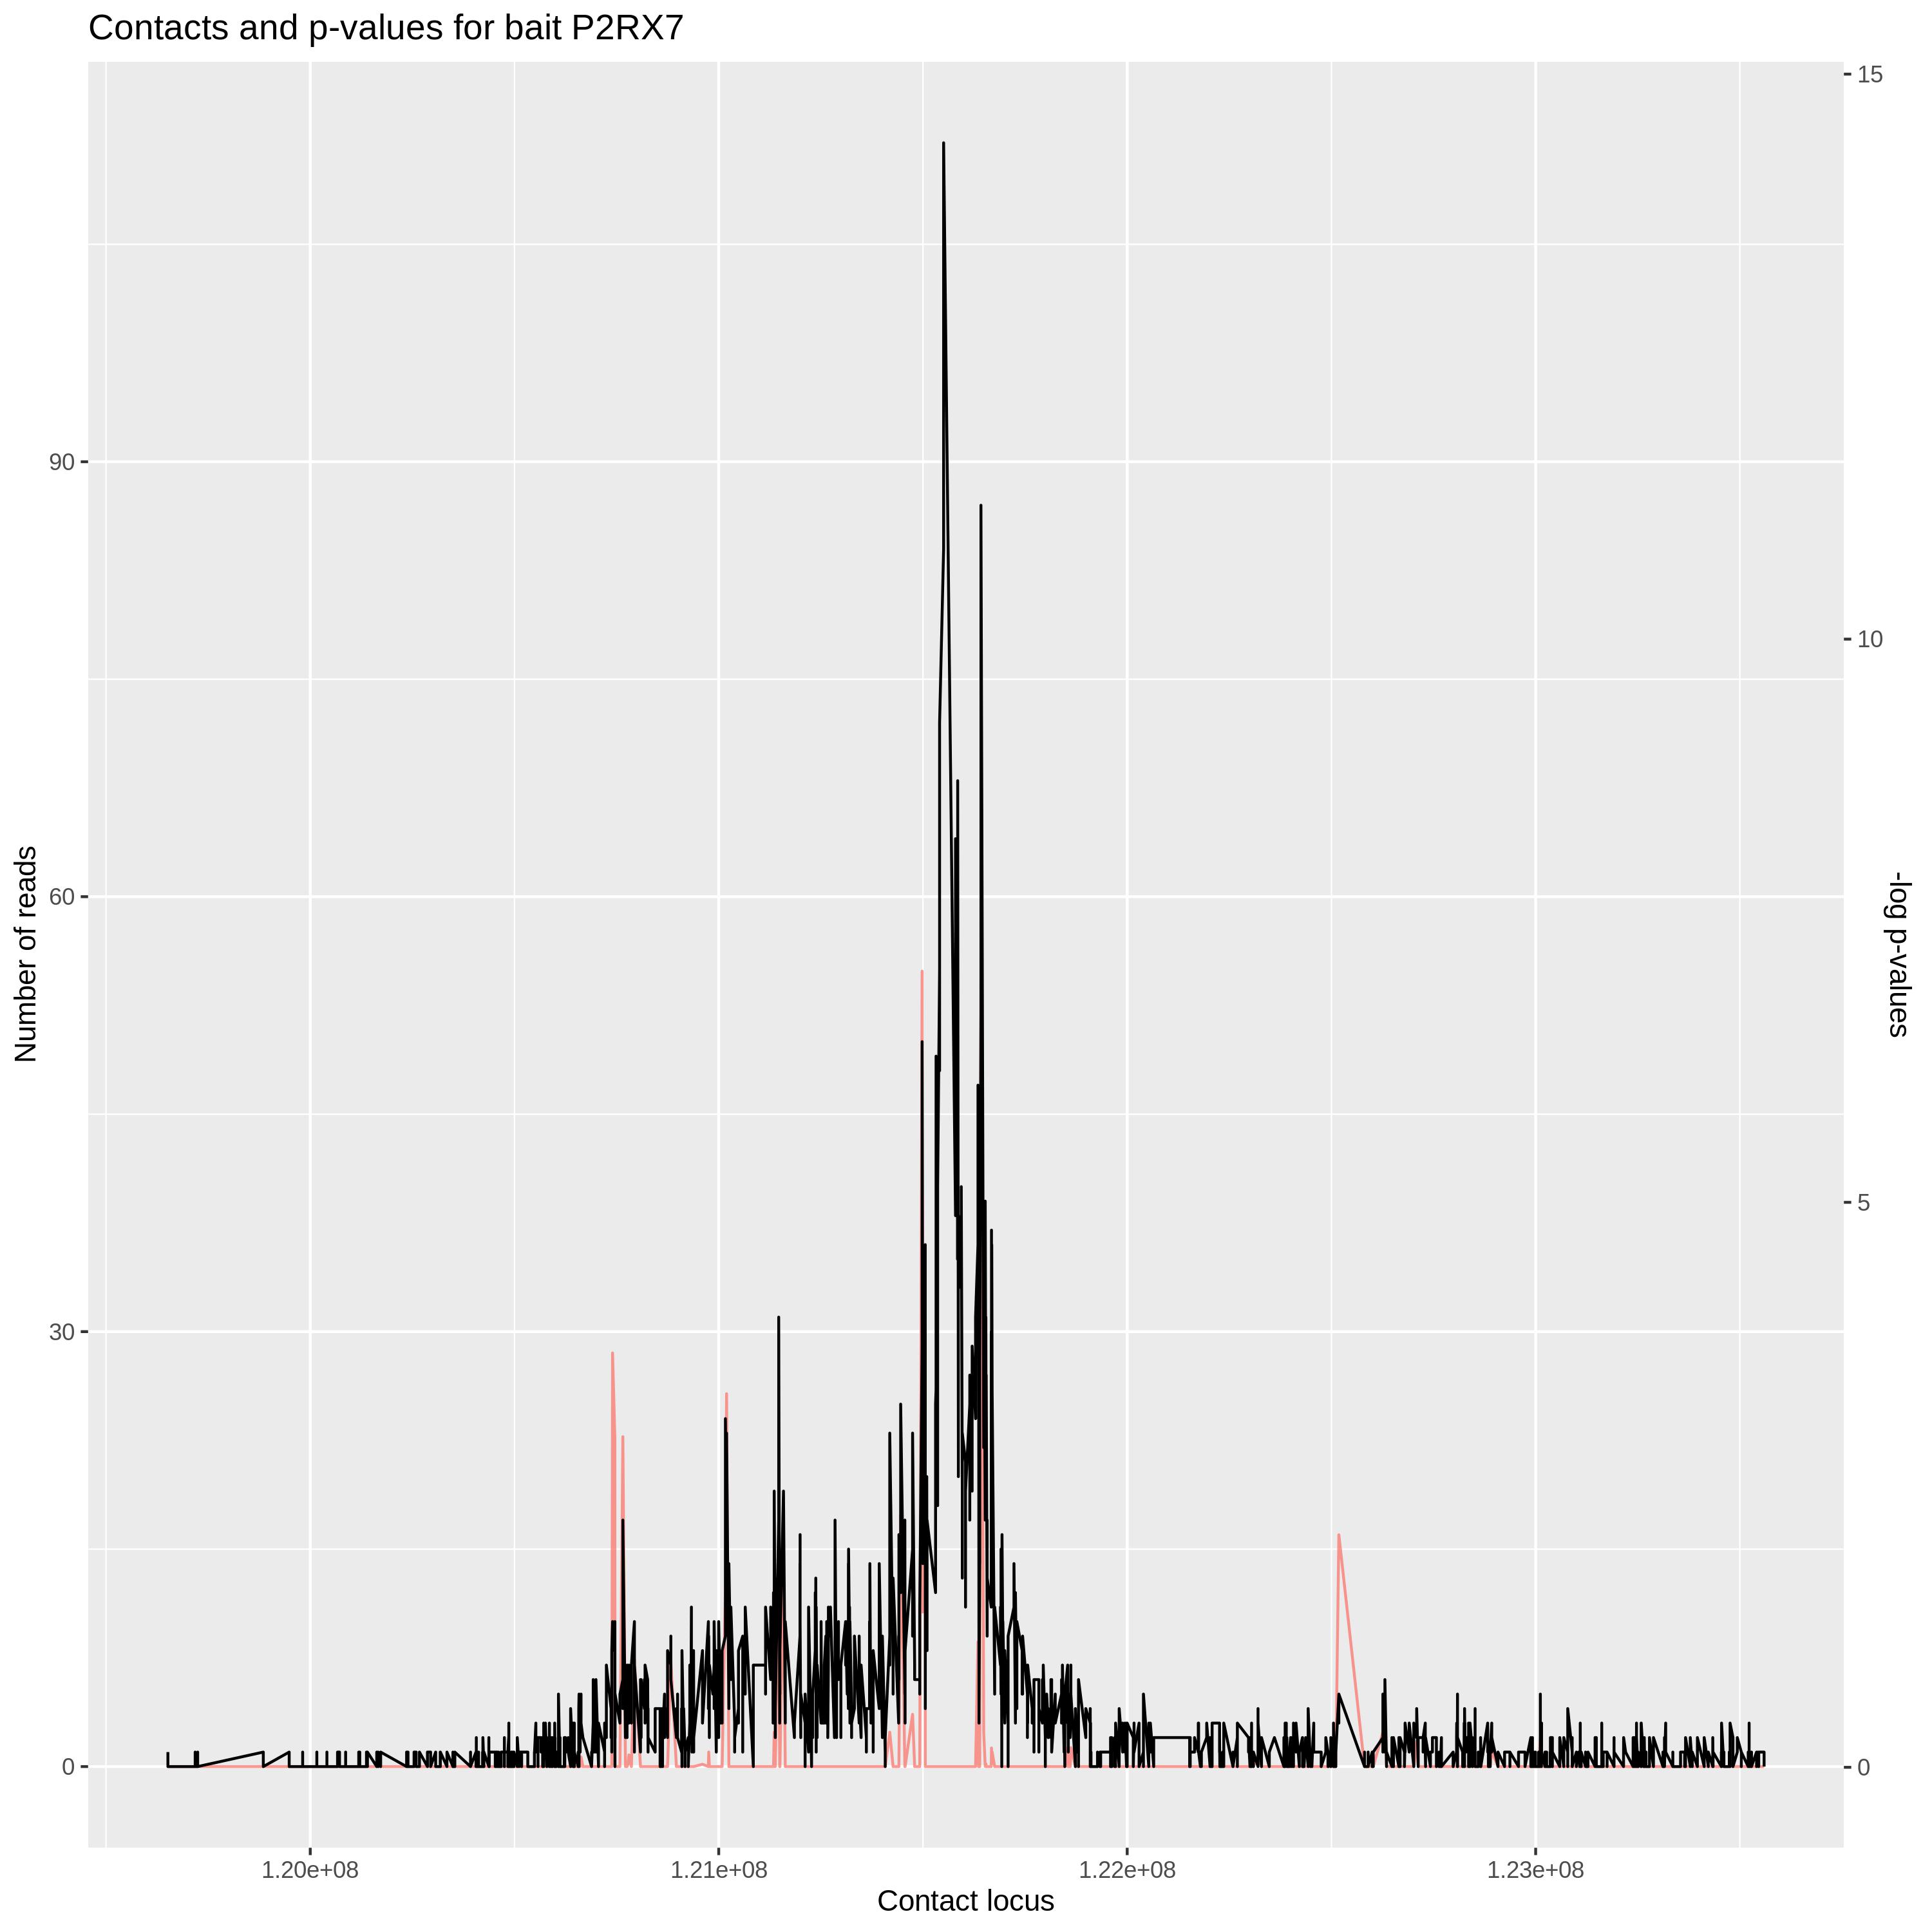 Contacts and p-values for bait P2RX7
15
90
10
60
5
30
0
0
Number of reads
-log p-values
1.20e+08
1.21e+08
1.22e+08
1.23e+08
Contact locus